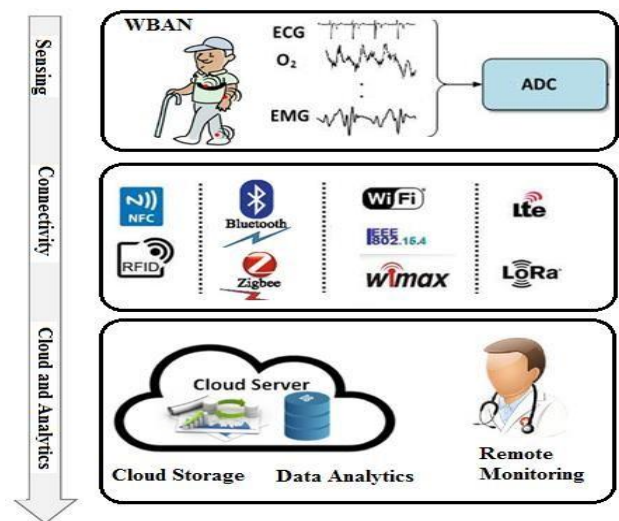 Sensing
WBAN
ECG
O₂
:
EMG
ADC
Connectivity
NFC
RFID
Bluetooth
Zigbee
WiFi
IEEE
802.15.4
wimax
Lte
LoRa
Cloud and Analytics
Cloud Server
Cloud Storage
Data Analytics
Remote
Monitoring